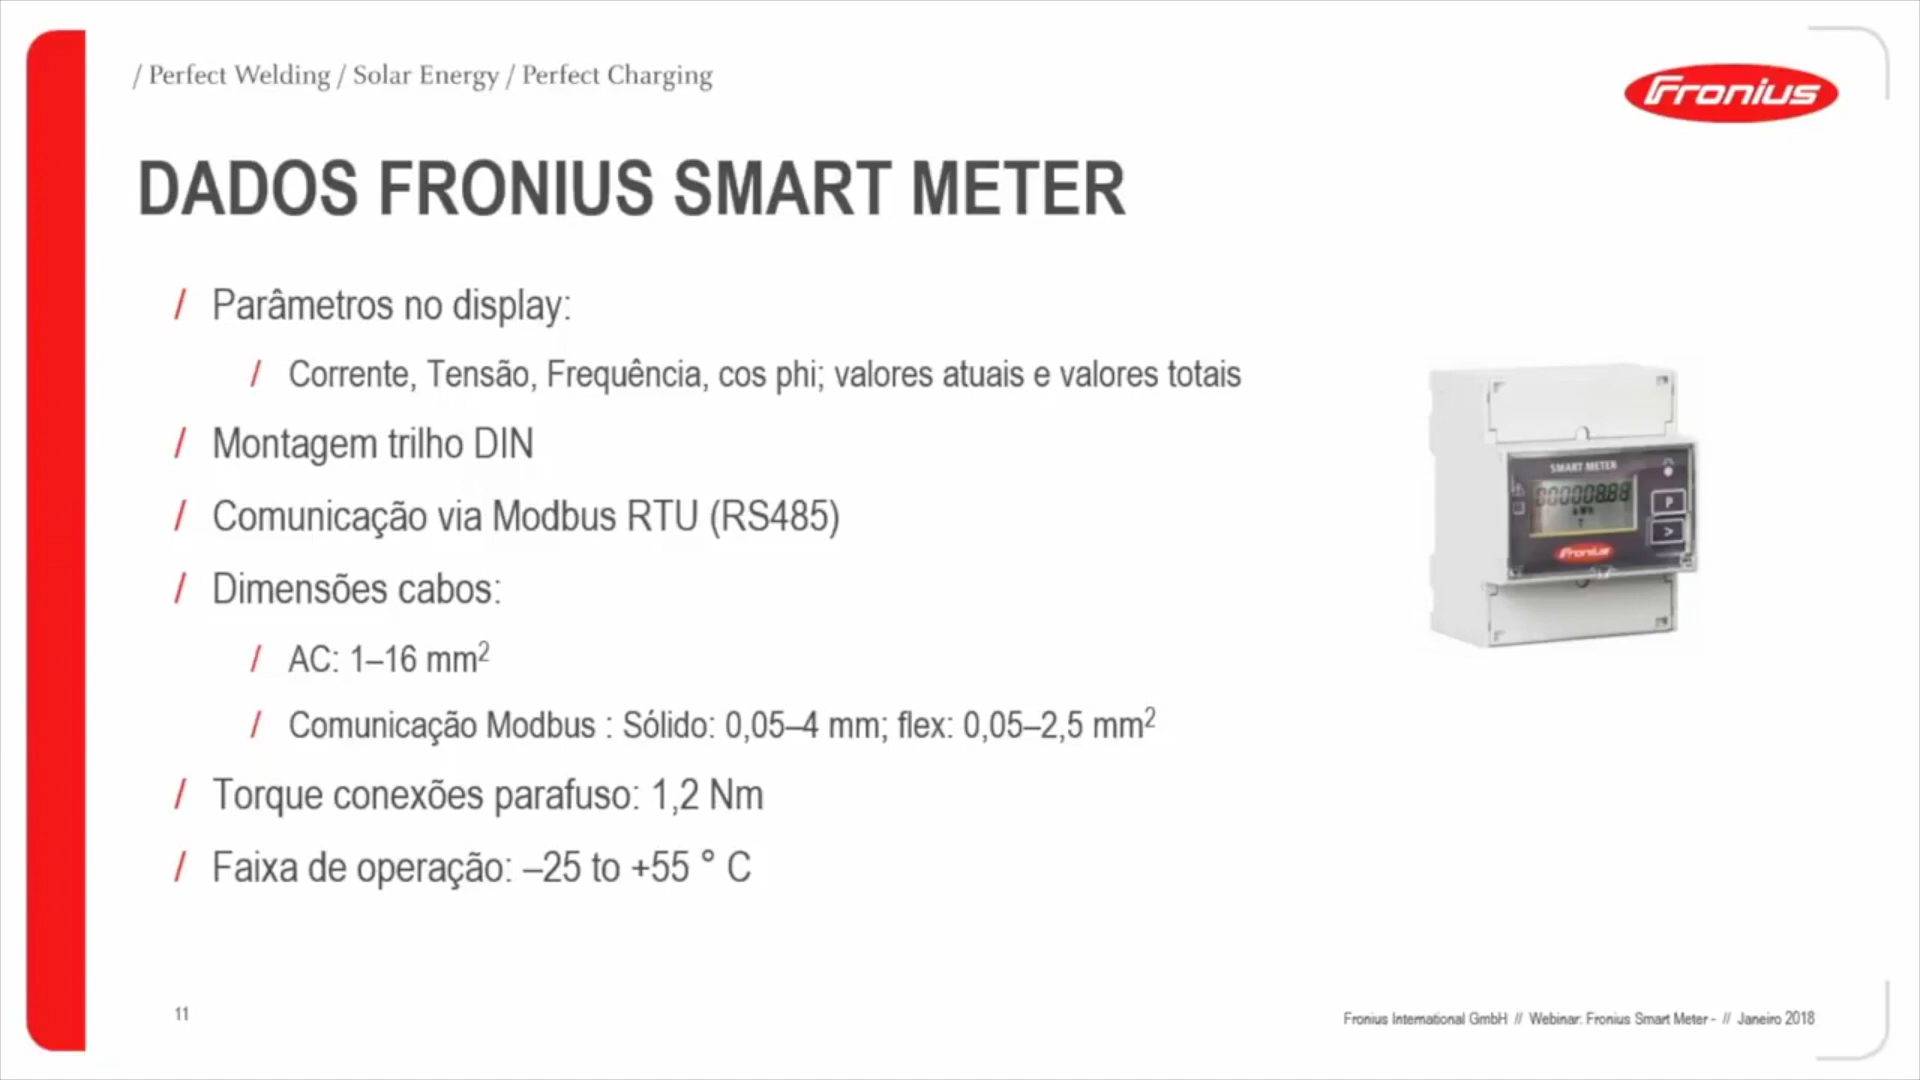 / Perfect Welding / Solar Energy / Perfect Charging
Fronius
DADOS FRONIUS SMART METER
/ Parâmetros no display:
/ Corrente, Tensão, Frequência, cos phi; valores atuais e valores totais
/ Montagem trilho DIN
/ Comunicação via Modbus RTU (RS485)
/ Dimensões cabos:
/ AC: 1–16 mm²
/ Comunicação Modbus : Sólido: 0,05–4 mm; flex: 0,05–2,5 mm²
/ Torque conexões parafuso: 1,2 Nm
/ Faixa de operação: –25 to +55 ° C
SMART METER
000008.88
kWh
T
P
>
Fronius
11
Fronius International GmbH // Webinar: Fronius Smart Meter - // Janeiro 2018